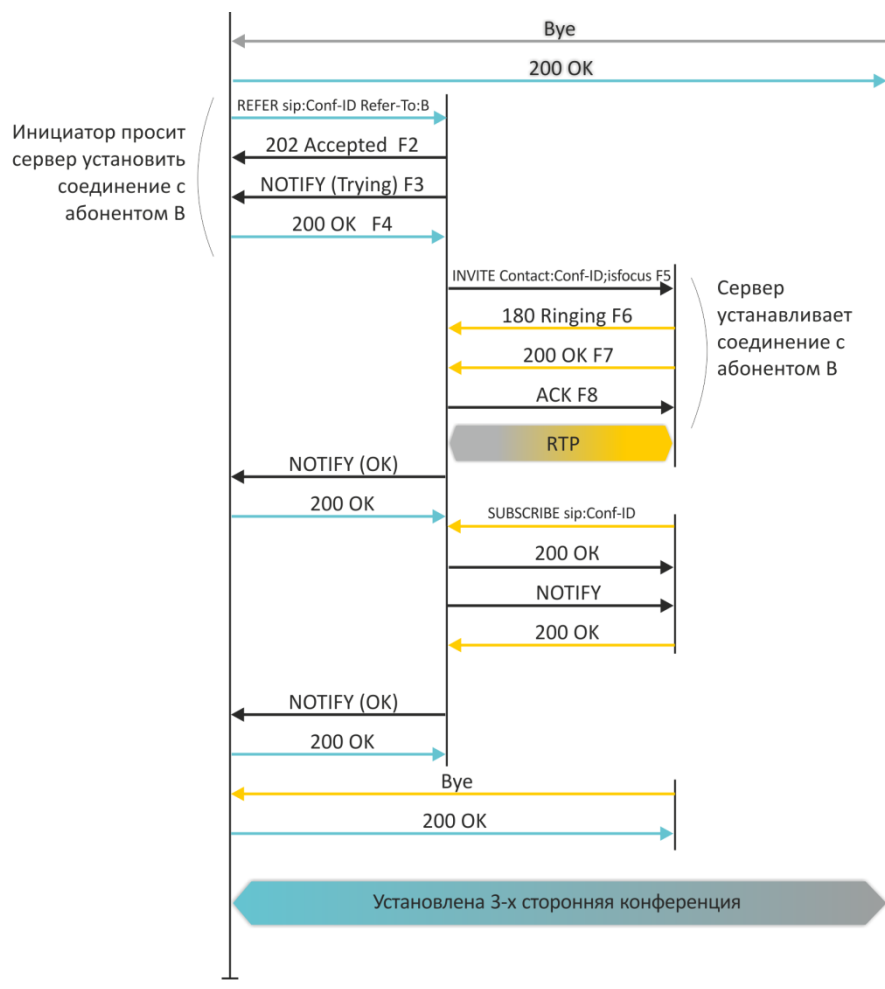 Bye
200 OK
REFER sip:Conf-ID Refer-To:B
Инициатор просит
сервер установить
соединение с
абонентом В
202 Accepted F2
NOTIFY (Trying) F3
200 OK F4
INVITE Contact:Conf-ID;isfocus F5
180 Ringing F6
200 OK F7
ACK F8
Сервер
устанавливает
соединение с
абонентом В
RTP
NOTIFY (OK)
200 OK
SUBSCRIBE sip:Conf-ID
200 OK
NOTIFY
200 OK
NOTIFY (OK)
200 OK
Bye
200 OK
Установлена 3-х сторонняя конференция